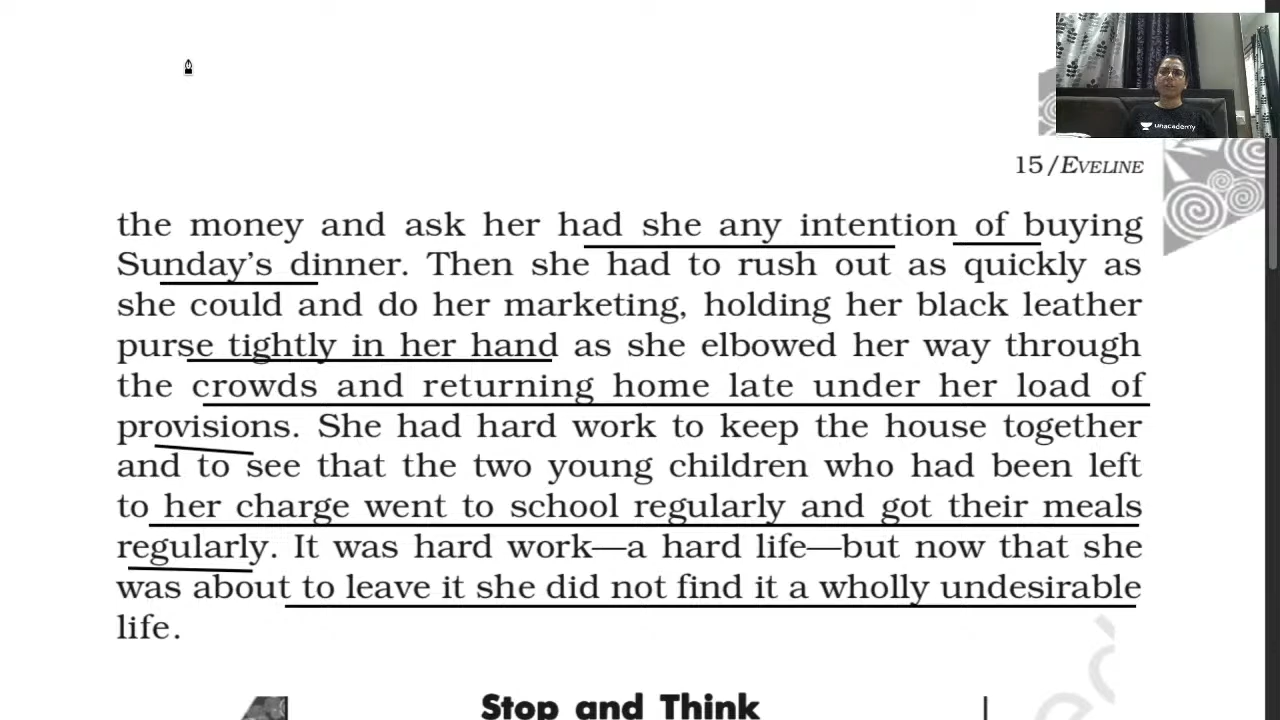 unacademy
15/EVELINE
the money and ask her had she any intention of buying
Sunday's dinner. Then she had to rush out as quickly as
she could and do her marketing, holding her black leather
purse tightly in her hand as she elbowed her way through
the crowds and returning home late under her load of
provisions. She had hard work to keep the house together
and to see that the two young children who had been left
to her charge went to school regularly and got their meals
regularly. It was hard work—a hard life—but now that she
was about to leave it she did not find it a wholly undesirable
life.
Stop and Think